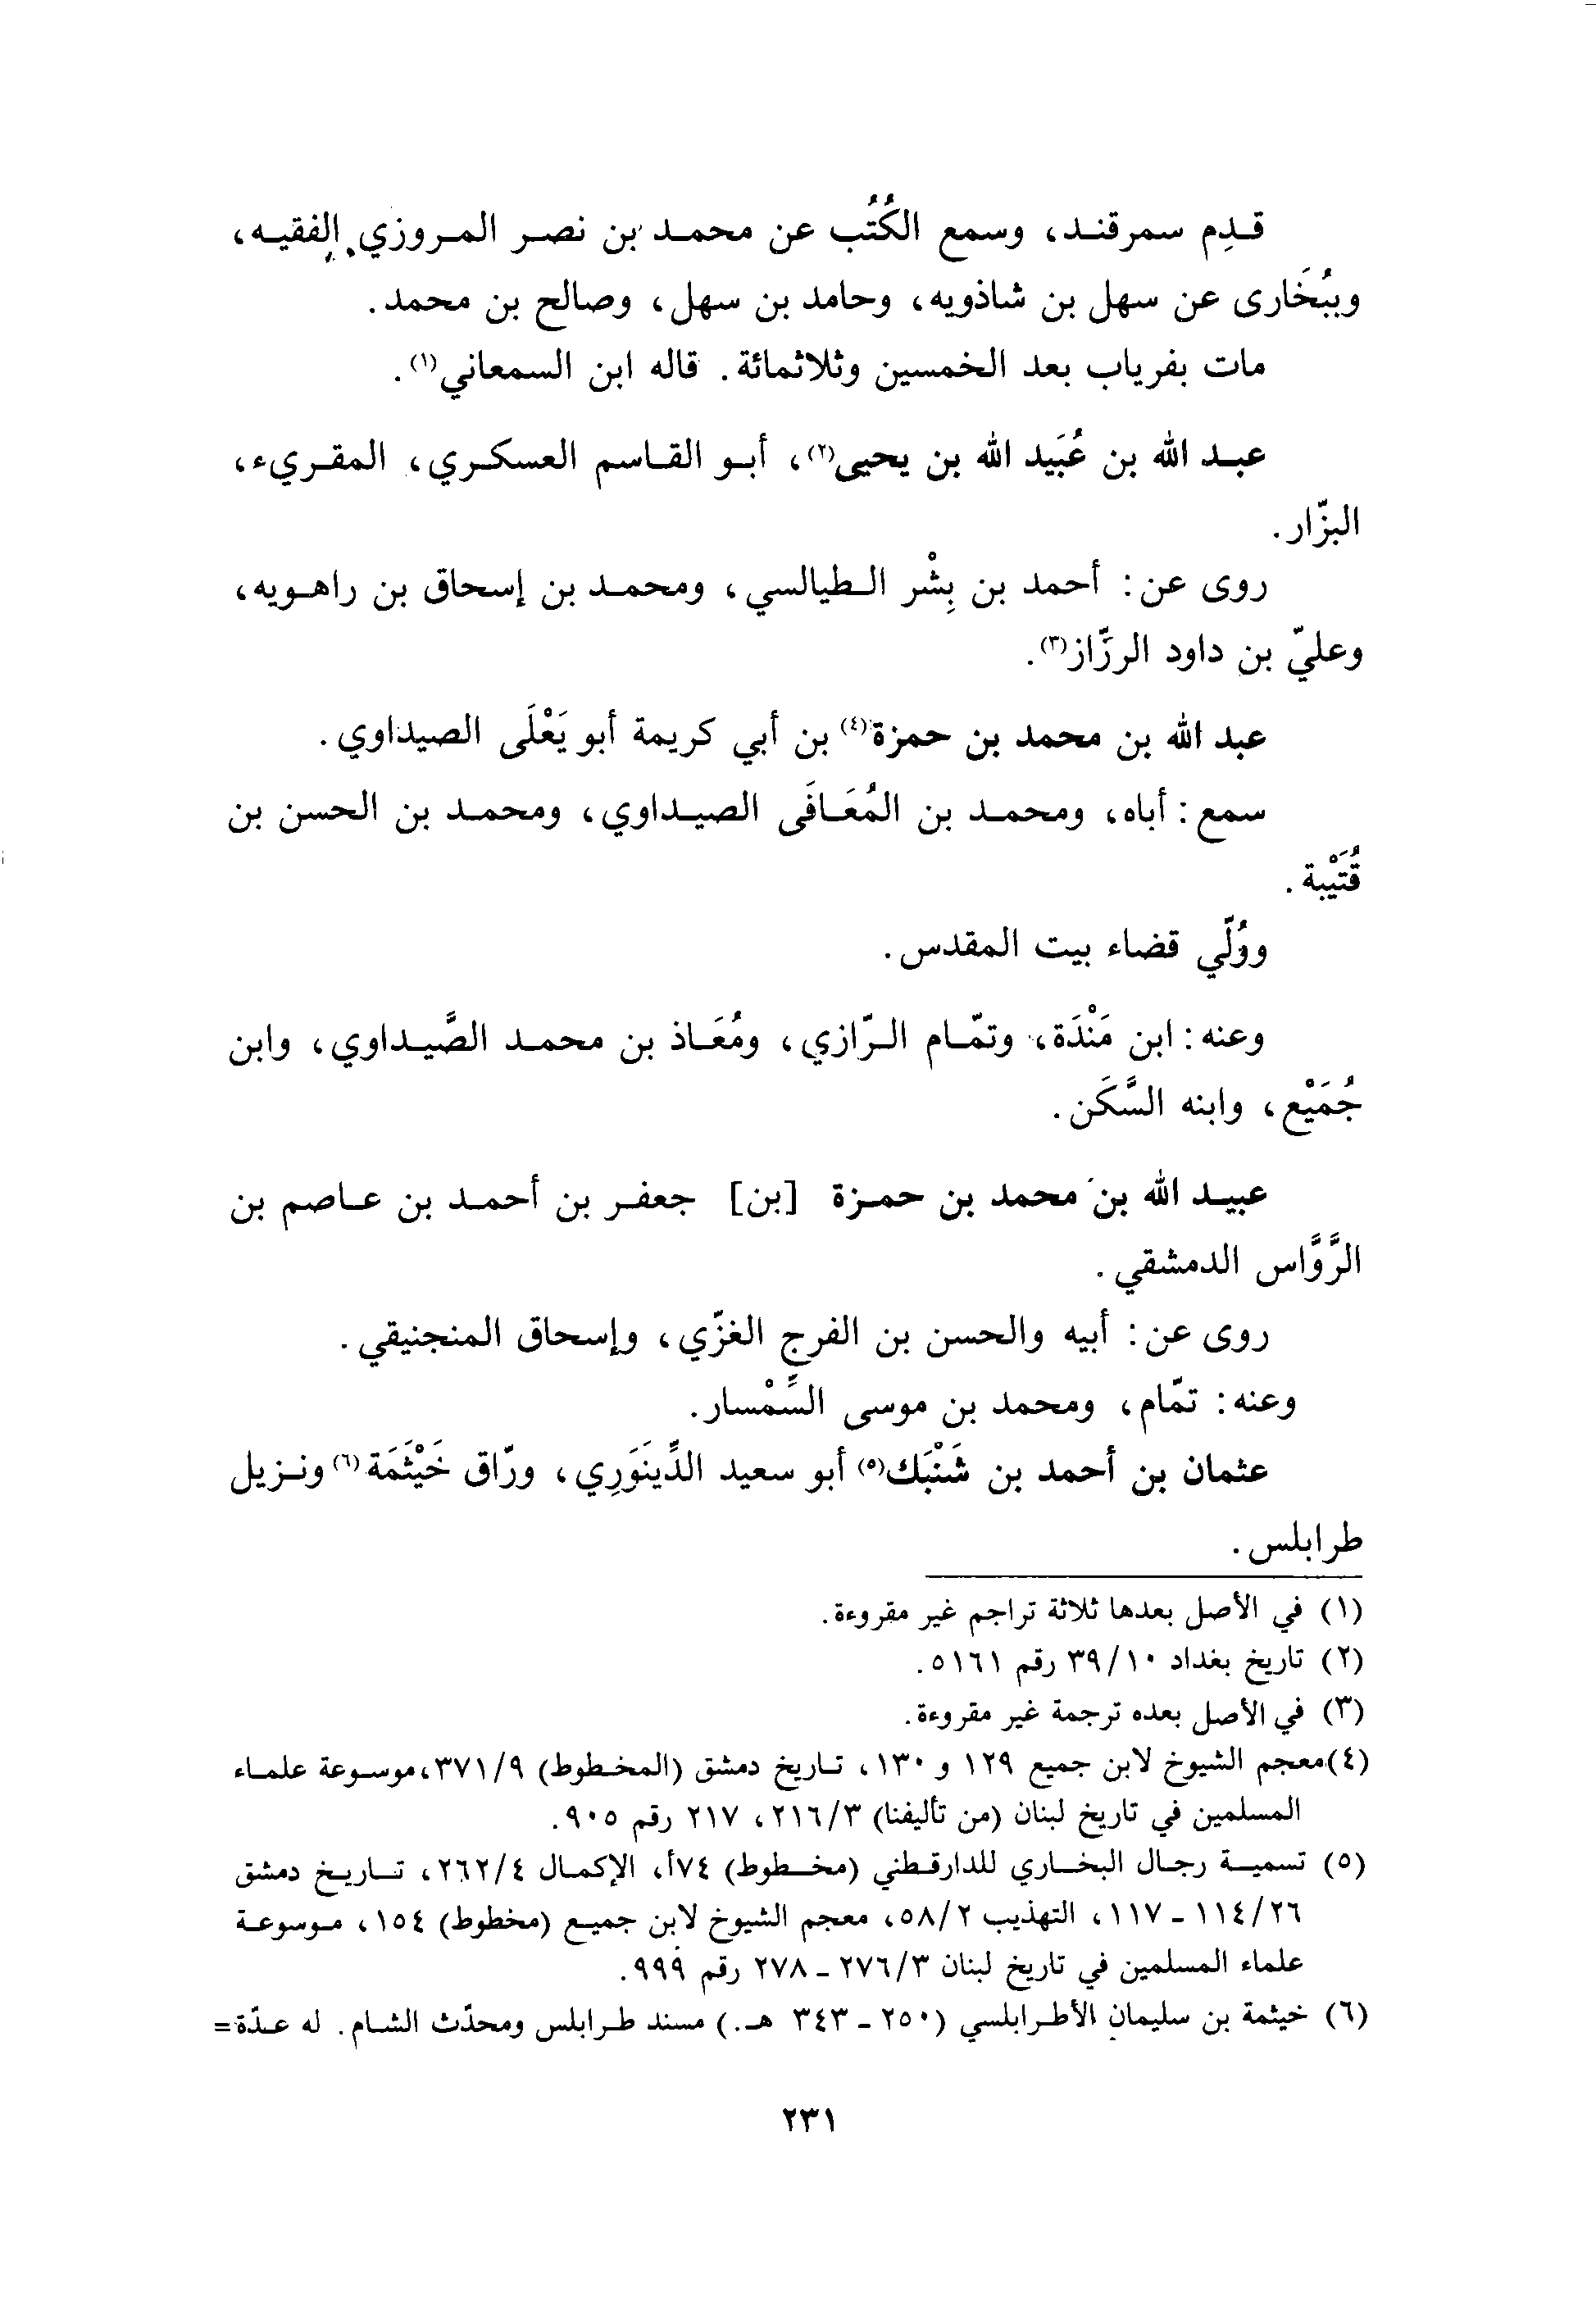 قدِم سمرقند، وسمع الكُتُب عن محمد بن نصر المروزي الفقيه،
وببُخَارى عن سهل بن شاذويه، وحامد بن سهل، وصالح بن محمد.
مات بفرياب بعد الخمسين وثلاثمائة. قاله ابن السمعاني(١).
عبد الله بن عُبَيد الله بن يحيى(٢)، أبو القاسم العسكري، المقريء،
البزّار.
روى عن: أحمد بن بِشْر الطيالسي، ومحمد بن إسحاق بن راهويه،
وعليّ بن داود الرزّاز(٣).
عبد الله بن محمد بن حمزة(٤) بن أبي كريمة أبو يَعْلَى الصيداوي.
سمع: أباه، ومحمد بن المُعَافَى الصيداوي، ومحمد بن الحسن بن
قُتَيْبة.
ووُلّي قضاء بيت المقدس.
وعنه: ابن مَنْدَة، وتمّام الرّازي، ومُعَاذ بن محمد الصَّيداوي، وابن
جُمَيْع، وابنه السَّكَن.
عبيد الله بن محمد بن حمزة [بن] جعفر بن أحمد بن عاصم بن
الرَّوَّاس الدمشقي.
روى عن: أبيه والحسن بن الفرج الغزّي، وإسحاق المنجنيقي.
وعنه: تمّام، ومحمد بن موسى السِّمْسار.
عثمان بن أحمد بن شَنْبَك(٥) أبو سعيد الدِّينَوَرِي، ورّاق خَيْثَمَة(٦) ونزيل
طرابلس.
(١) في الأصل بعدها ثلاثة تراجم غير مقروءة.
(٢) تاريخ بغداد ٣٩/١٠ رقم ٥١٦١.
(٣) في الأصل بعده ترجمة غير مقروءة.
(٤) معجم الشيوخ لابن جميع ١٢٩ و ١٣٠، تاريخ دمشق (المخطوط) ٣٧١/٩، موسوعة علماء
المسلمين في تاريخ لبنان (من تأليفنا) ٢١٦/٣، ٢١٧ رقم ٩٠٥.
(٥) تسمية رجال البخاري للدارقطني (مخطوط) ٧٤أ، الإكمال ٢٦٢/٤، تاريخ دمشق
١١٤/٢٦ - ١١٧، التهذيب ٥٨/٢، معجم الشيوخ لابن جميع (مخطوط) ١٥٤، موسوعة
علماء المسلمين في تاريخ لبنان ٢٧٦/٣ - ٢٧٨ رقم ٩٩٩.
(٦) خيثمة بن سليمان الأطرابلسي (٢٥٠ - ٣٤٣ هـ.) مسند طرابلس ومحدّث الشام. له عدّة=
٢٣١